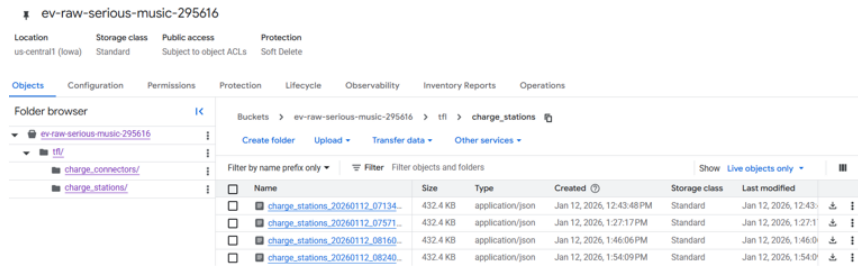 ev-raw-serious-music-295616
Location Storage class Public access Protection
us-central1 (Iowa) Standard Subject to object ACLs Soft Delete
Objects Configuration Permissions Protection Lifecycle Observability Inventory Reports Operations
Folder browser
ev-raw-serious-music-295616
tfl/
charge_connectors/
charge_stations/
Buckets > ev-raw-serious-music-295616 > tfl > charge_stations
Create folder Upload Transfer data Other services
Filter by name prefix only Filter Filter objects and folders Show Live objects only
Name Size Type Created Storage class Last modified
charge_stations_20260112_07134... 432.4 KB application/json Jan 12, 2026, 12:43:48 PM Standard Jan 12, 2026, 12:43:
charge_stations_20260112_07571... 432.4 KB application/json Jan 12, 2026, 1:27:17 PM Standard Jan 12, 2026, 1:27:1
charge_stations_20260112_08160... 432.4 KB application/json Jan 12, 2026, 1:46:06 PM Standard Jan 12, 2026, 1:46:0
charge_stations_20260112_08240... 432.4 KB application/json Jan 12, 2026, 1:54:09 PM Standard Jan 12, 2026, 1:54:0